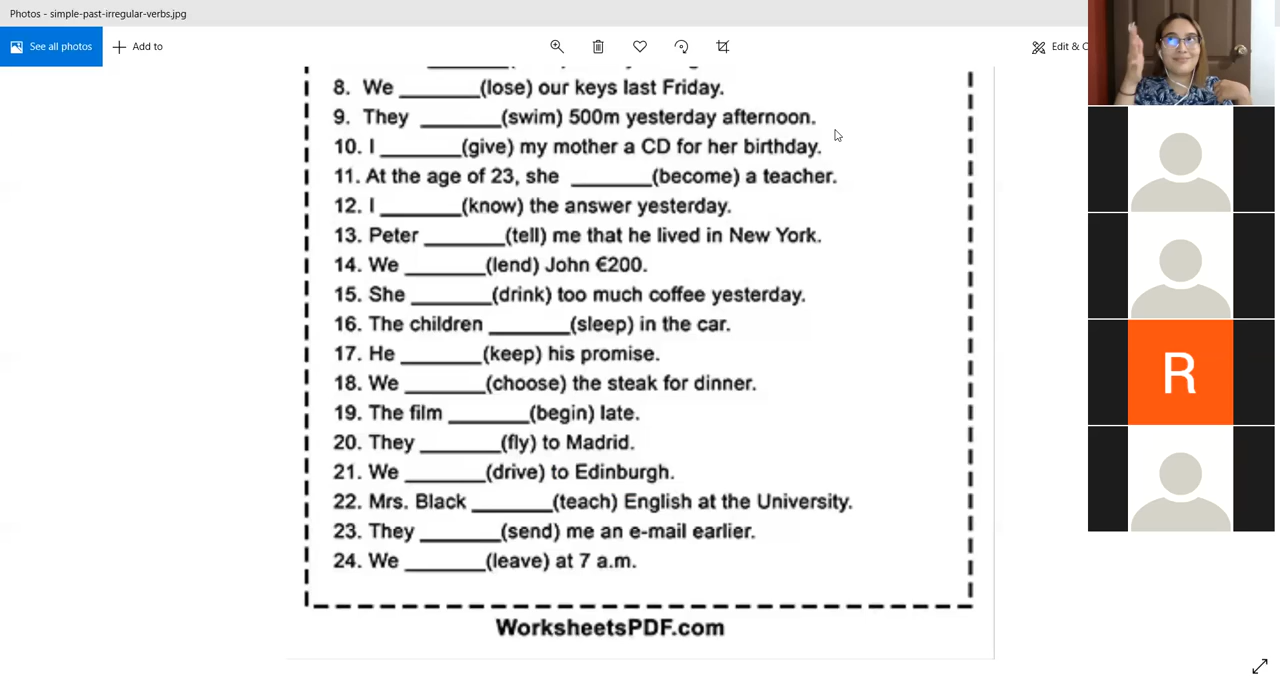 Photos - simple-past-irregular-verbs.jpg
See all photos
Add to
Edit & C
8. We ________(lose) our keys last Friday.
9. They ________(swim) 500m yesterday afternoon.
10. I ________(give) my mother a CD for her birthday.
11. At the age of 23, she ________(become) a teacher.
12. I ________(know) the answer yesterday.
13. Peter ________(tell) me that he lived in New York.
14. We ________(lend) John €200.
15. She ________(drink) too much coffee yesterday.
16. The children ________(sleep) in the car.
17. He ________(keep) his promise.
18. We ________(choose) the steak for dinner.
19. The film ________(begin) late.
20. They ________(fly) to Madrid.
21. We ________(drive) to Edinburgh.
22. Mrs. Black ________(teach) English at the University.
23. They ________(send) me an e-mail earlier.
24. We ________(leave) at 7 a.m.
WorksheetsPDF.com
R